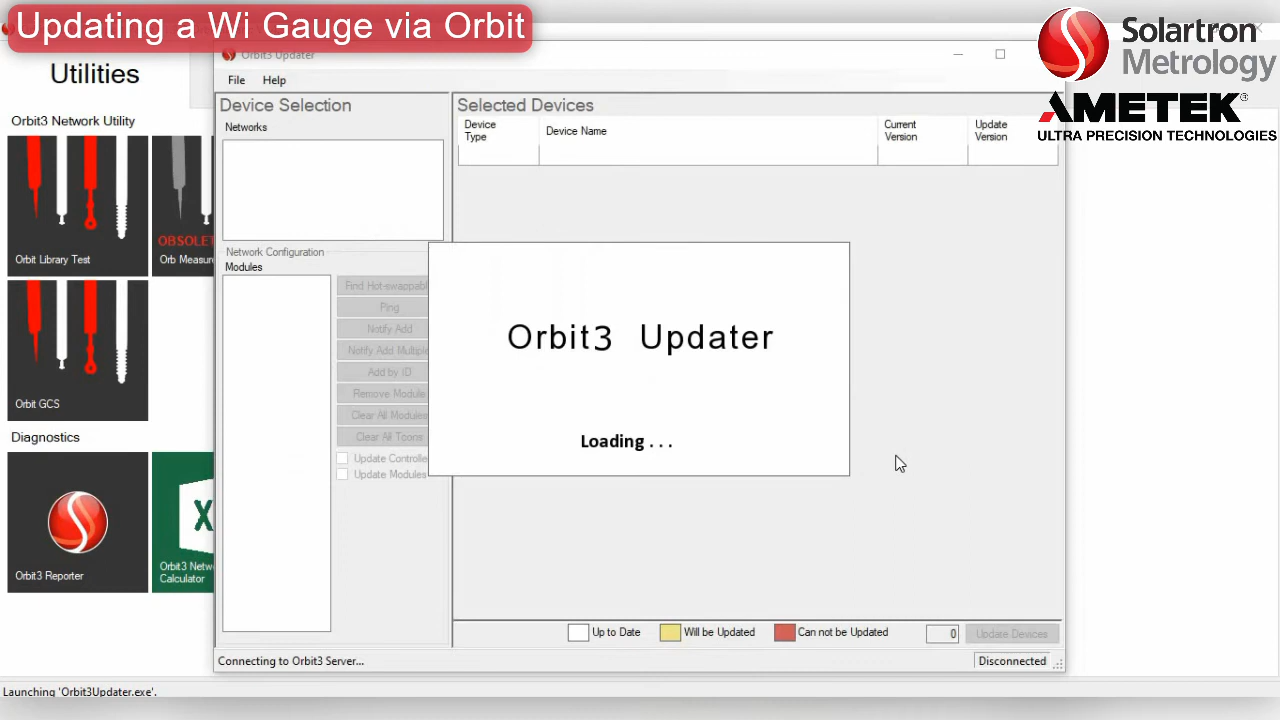 Updating a Wi Gauge via Orbit
Solartron
Metrology
AMETEK®
ULTRA PRECISION TECHNOLOGIES
Utilities
Orbit3 Network Utility
Orbit Library Test
OBSOLET
Orb Measur
Orbit GCS
Diagnostics
Orbit3 Reporter
Orbit3 Netw
Calculator
Launching 'Orbit3Updater.exe'.
Orbit3 Updater
File Help
Device Selection
Networks
Network Configuration
Modules
Find Hot-swappabl
Ping
Notify Add
Notify Add Multiple
Add by ID
Remove Module
Clear All Modules
Clear All Tcons
Update Controlle
Update Modules
Selected Devices
Device
Type
Device Name
Current
Version
Update
Version
Orbit3 Updater
Loading . . .
Up to Date
Will be Updated
Can not be Updated
0
Update Devices
Connecting to Orbit3 Server...
Disconnected